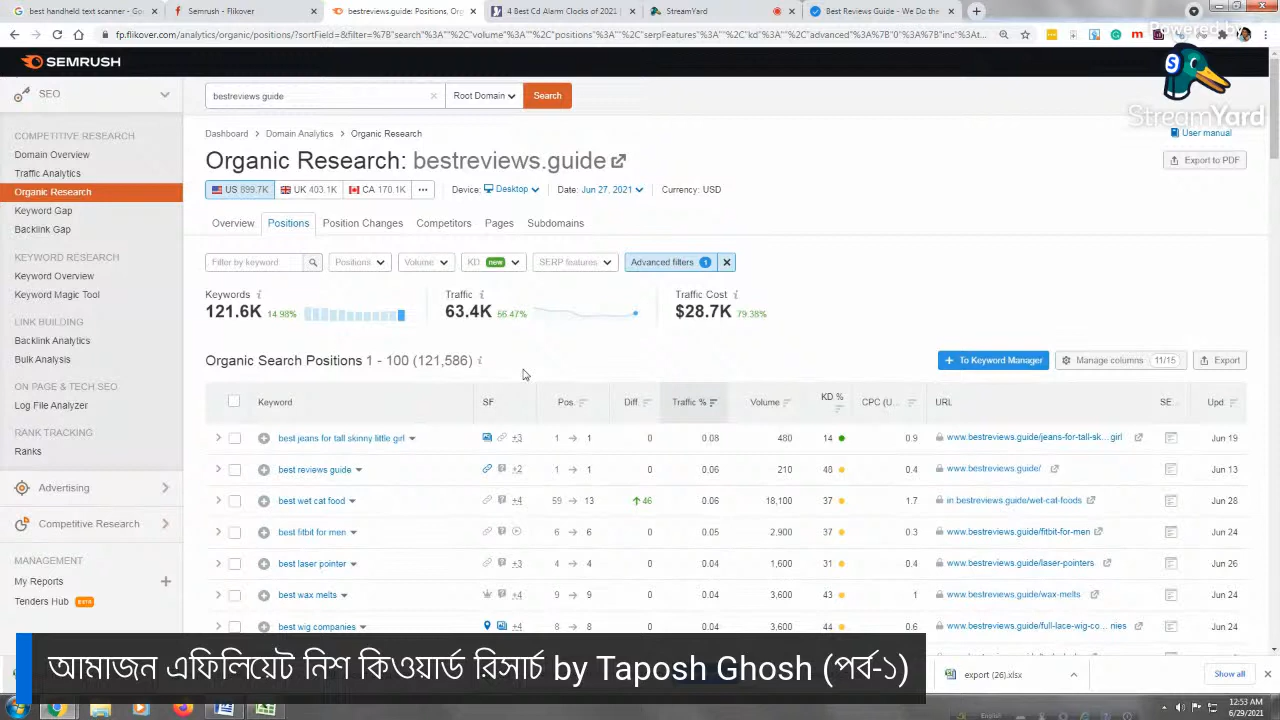 best handheld text scanner - Go
Semrush - Flikover
bestreviews.guide: Positions, Org
4 Best Cd Alarm Clocks of 2021 |
StreamYard
Best Reviews Guide - We Do the
Powered by
StreamYard
SEMRUSH
SEO
COMPETITIVE RESEARCH
Domain Overview
Traffic Analytics
Organic Research
Keyword Gap
Backlink Gap
KEYWORD RESEARCH
Keyword Overview
Keyword Magic Tool
LINK BUILDING
Backlink Analytics
Bulk Analysis
ON PAGE & TECH SEO
Log File Analyzer
RANK TRACKING
Ranks
Advertising
Competitive Research
MANAGEMENT
My Reports
Tenders Hub BETA
bestreviews guide
Root Domain
Search
Dashboard > Domain Analytics > Organic Research
User manual
Organic Research: bestreviews.guide
Export to PDF
US 899.7K UK 403.1K CA 170.1K ... Device: Desktop Date: Jun 27, 2021 Currency: USD
Overview Positions Position Changes Competitors Pages Subdomains
Filter by keyword Positions Volume KD new SERP features Advanced filters 1
Keywords Traffic Traffic Cost
121.6K 14.98% 63.4K 56.47% $28.7K 79.38%
Organic Search Positions 1 - 100 (121,586)
+ To Keyword Manager Manage columns 11/15 Export
Keyword SF Pos. Diff. Traffic % Volume KD % CPC (U... URL SE... Upd.
best jeans for tall skinny little girl +3 1 → 1 0 0.08 480 14 0.9 www.bestreviews.guide/jeans-for-tall-sk... girl Jun 19
best reviews guide +2 1 → 1 0 0.06 210 48 0.4 www.bestreviews.guide/ Jun 13
best wet cat food +4 59 → 13 ↑ 46 0.06 18,100 37 1.7 in bestreviews.guide/wet-cat-foods Jun 28
best fitbit for men 6 → 6 0 0.05 2,900 37 0.3 www.bestreviews.guide/fitbit-for-men Jun 24
best laser pointer +3 4 → 4 0 0.04 1,600 31 0.4 www.bestreviews.guide/laser-pointers Jun 26
best wax melts +4 9 → 9 0 0.04 3,600 43 1 www.bestreviews.guide/wax-melts Jun 24
best wig companies +4 8 → 8 0 0.04 3,600 44 0.6 www.bestreviews.guide/full-lace-wig-co... nies Jun 24
আমাজন এফিলিয়েট নিশ কিওয়ার্ড রিসার্চ by Taposh Ghosh (পর্ব-১)
export (26).xlsx
Show all
English
12:53 AM
6/29/2021